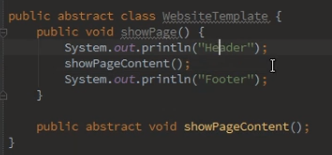 public abstract class WebsiteTemplate {
    public void showPage() {
        System.out.println("Header");
        showPageContent();
        System.out.println("Footer");
    }

    public abstract void showPageContent();
}